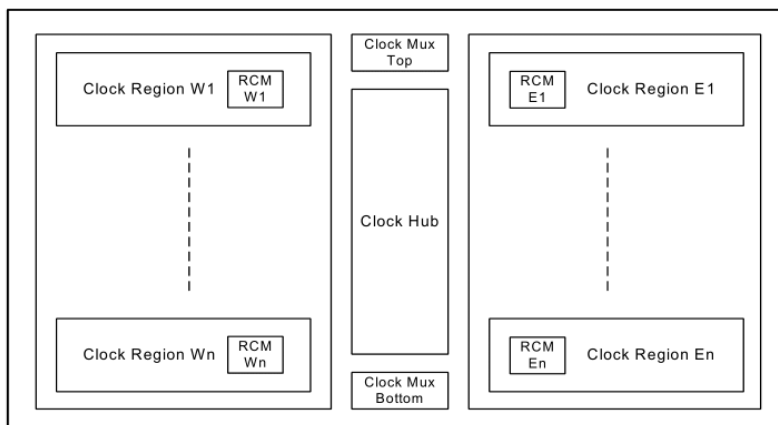 Clock Region W1
RCM
W1
Clock Mux
Top
RCM
E1
Clock Region E1
Clock Hub
Clock Region Wn
RCM
Wn
Clock Mux
Bottom
RCM
En
Clock Region En